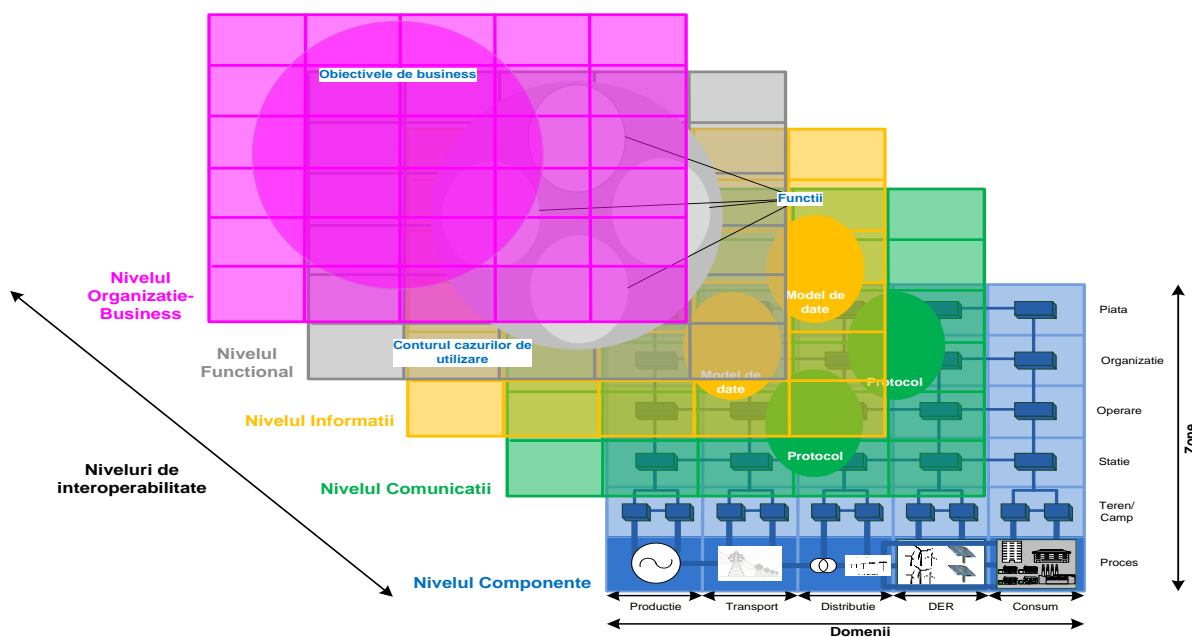 Obiectivele de business
Functii
Nivelul
Organizatie-
Business
Model de
date
Piata
Conturul cazurilor de
utilizare
Nivelul
Functional
Organizatie
Model de
date
Protocol
Nivelul Informatii
Operare
Zone
Protocol
Statie
Niveluri de
interoperabilitate
Nivelul Comunicatii
Teren/
Camp
Nivelul Componente
Proces
Productie
Transport
Distributie
DER
Consum
Domenii